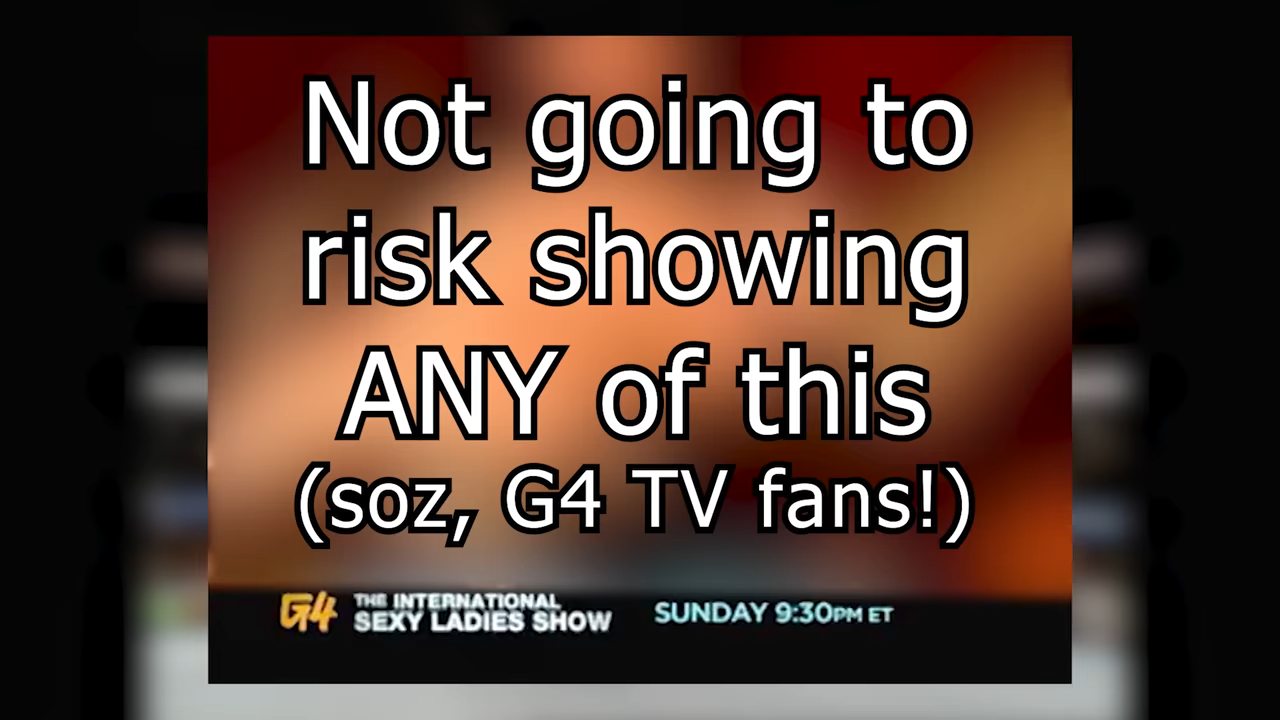 Not going to
risk showing
ANY of this
(soz, G4 TV fans!)
G4 THE INTERNATIONAL
SEXY LADIES SHOW
SUNDAY 9:30PM ET